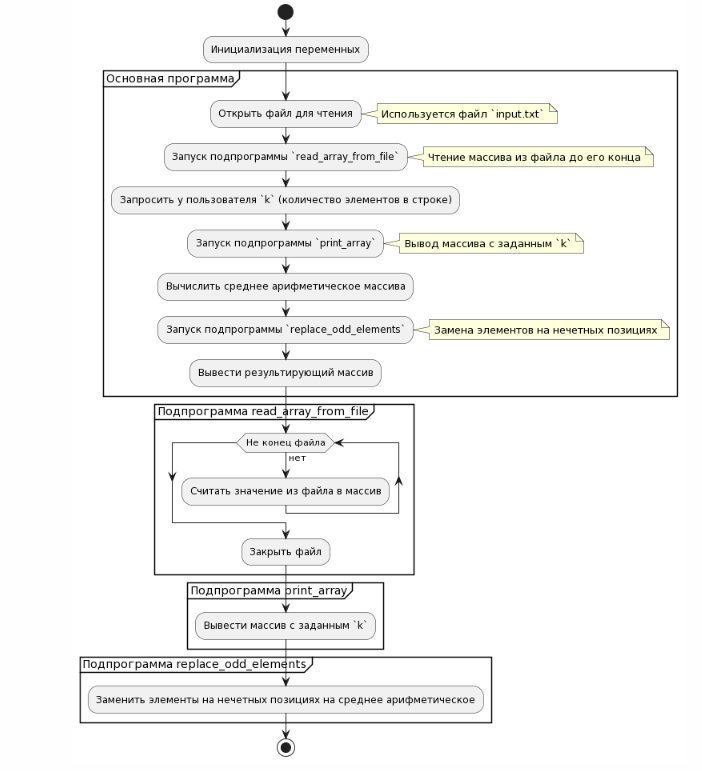 Инициализация переменных
Основная программа
Открыть файл для чтения
Используется файл `input.txt`
Запуск подпрограммы `read_array_from_file`
Чтение массива из файла до его конца
Запросить у пользователя `k` (количество элементов в строке)
Запуск подпрограммы `print_array`
Вывод массива с заданным `k`
Вычислить среднее арифметическое массива
Запуск подпрограммы `replace_odd_elements`
Замена элементов на нечетных позициях
Вывести результирующий массив
Подпрограмма read_array_from_file
Не конец файла
нет
Считать значение из файла в массив
Закрыть файл
Подпрограмма print_array
Вывести массив с заданным `k`
Подпрограмма replace_odd_elements
Заменить элементы на нечетных позициях на среднее арифметическое